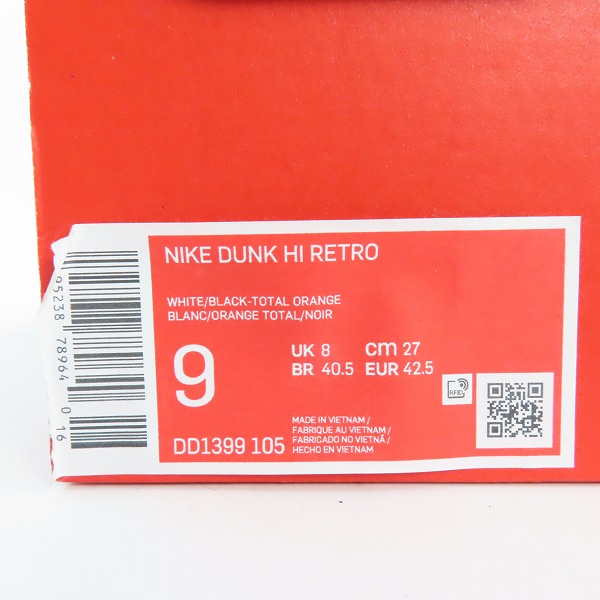 NIKE DUNK HI RETRO
WHITE/BLACK-TOTAL ORANGE
BLANC/ORANGE TOTAL/NOIR
9
UK 8 cm 27
BR 40.5 EUR 42.5
DD1399 105
MADE IN VIETNAM /
FABRIQUE AU VIETNAM /
FABRICADO NO VIETNÃ /
HECHO EN VIETNAM
RFID
95238 78964 0 16